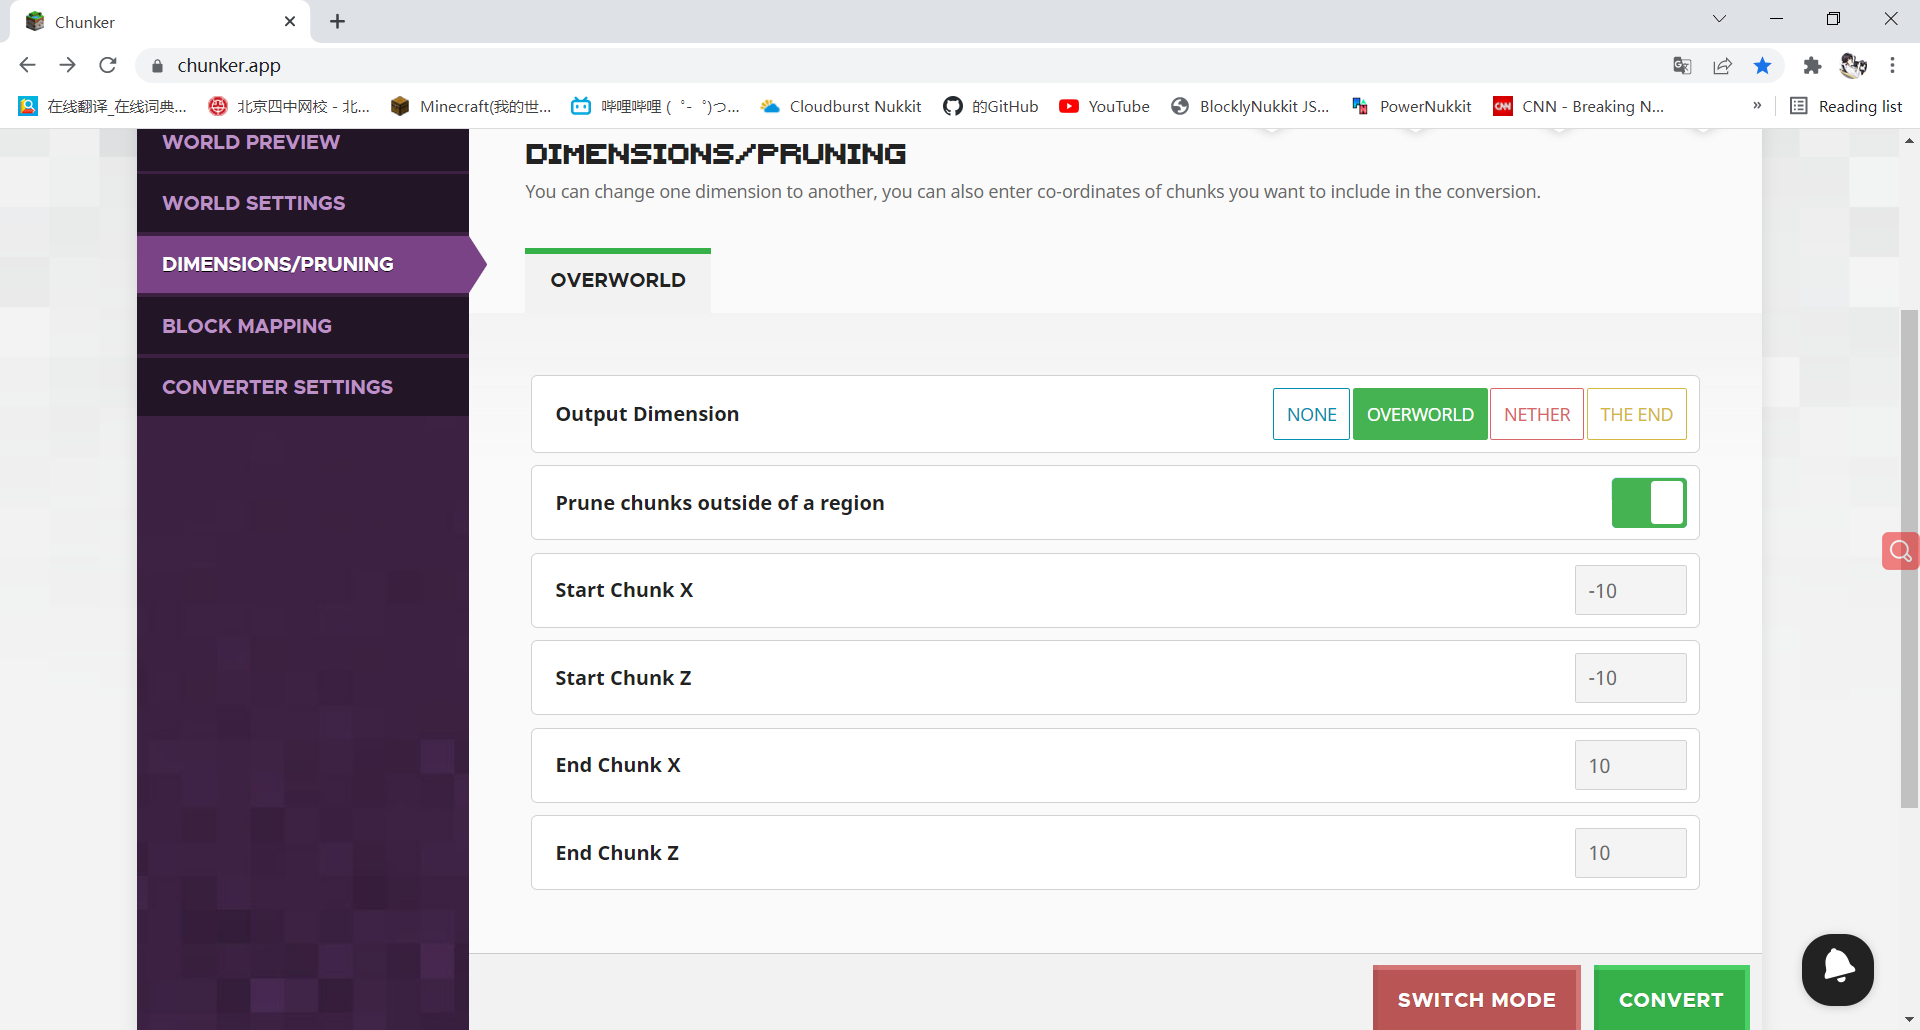 Chunker
chunker.app
在线翻译_在线词典...
北京四中网校 - 北...
Minecraft(我的世...
哔哩哔哩 (゜-゜)つ...
Cloudburst Nukkit
的GitHub
YouTube
BlocklyNukkit JS...
PowerNukkit
CNN - Breaking N...
»
Reading list
WORLD PREVIEW
WORLD SETTINGS
DIMENSIONS/PRUNING
BLOCK MAPPING
CONVERTER SETTINGS
DIMENSIONS/PRUNING
You can change one dimension to another, you can also enter co-ordinates of chunks you want to include in the conversion.
OVERWORLD
Output Dimension
NONE
OVERWORLD
NETHER
THE END
Prune chunks outside of a region
Start Chunk X
-10
Start Chunk Z
-10
End Chunk X
10
End Chunk Z
10
SWITCH MODE
CONVERT